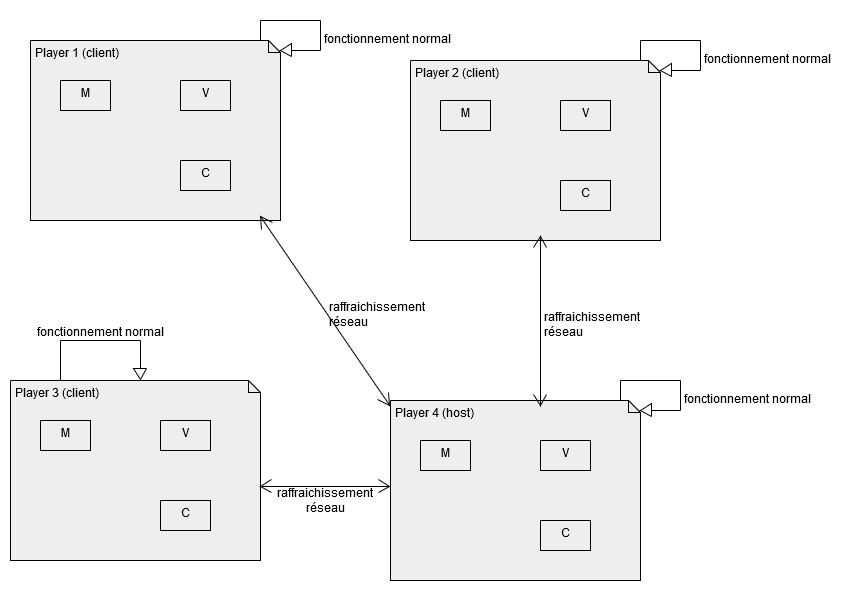 Player 1 (client)
fonctionnement normal
M
V
C
Player 2 (client)
fonctionnement normal
M
V
C
raffraichissement
réseau
raffraichissement
réseau
fonctionnement normal
Player 3 (client)
M
V
C
raffraichissement
réseau
Player 4 (host)
fonctionnement normal
M
V
C